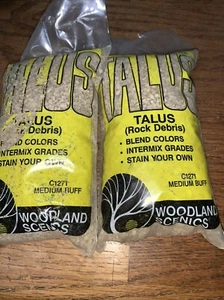 TALUS
TALUS
(Rock Debris)
• BLEND COLORS
• INTERMIX GRADES
• STAIN YOUR OWN
C1271
MEDIUM BUFF
WOODLAND
SCENICS
TALUS
TALUS
(Rock Debris)
• BLEND COLORS
• INTERMIX GRADES
• STAIN YOUR OWN
C1271
MEDIUM BUFF
WOODLAND
SCENICS